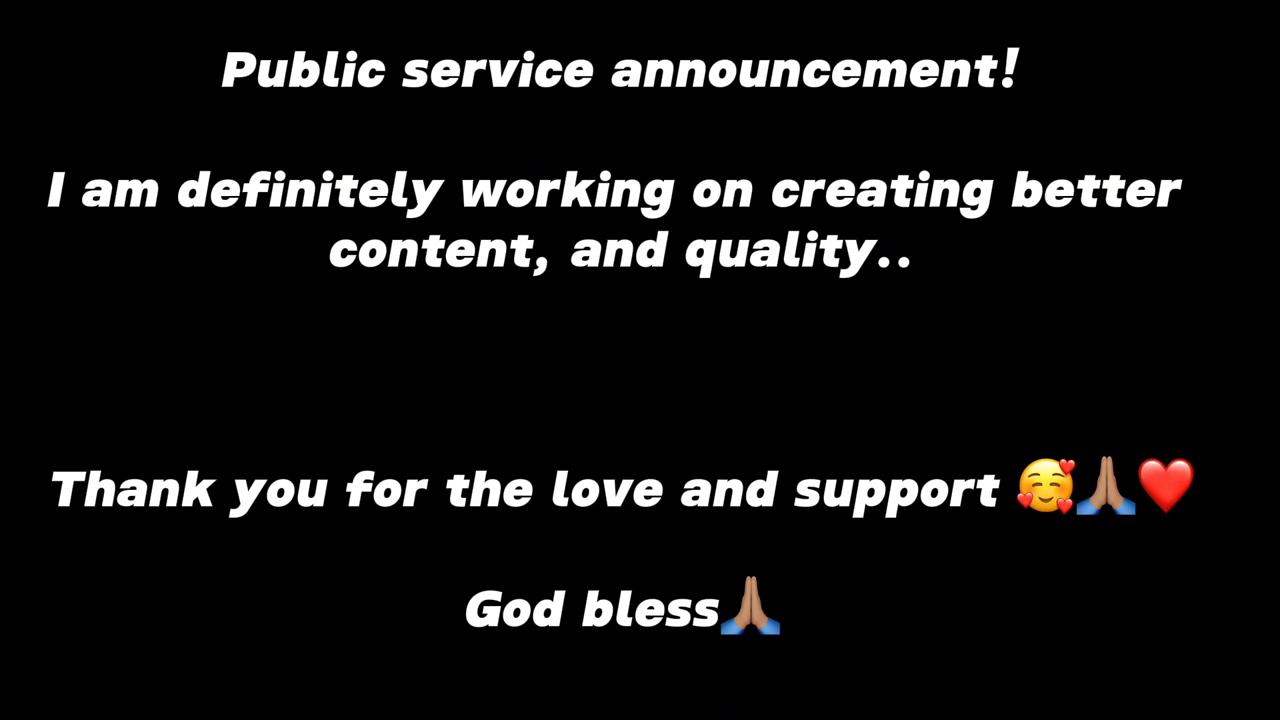 Public service announcement!
I am definitely working on creating better
content, and quality..
Thank you for the love and support 🥰🙏🏽❤️
God bless🙏🏽